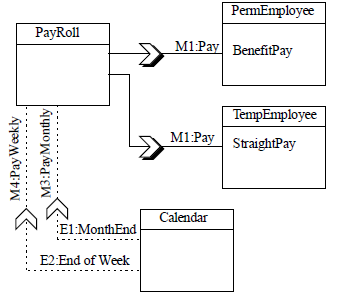 PayRoll
PermEmployee
M1:Pay
BenefitPay
TempEmployee
M1:Pay
StraightPay
M4:PayWeekly
M3:PayMonthly
Calendar
E1:MonthEnd
E2:End of Week